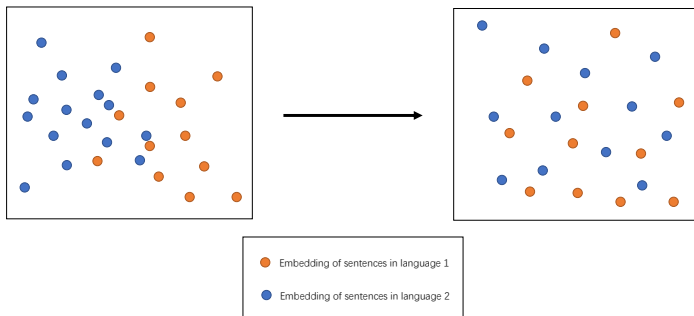 Embedding of sentences in language 1
Embedding of sentences in language 2